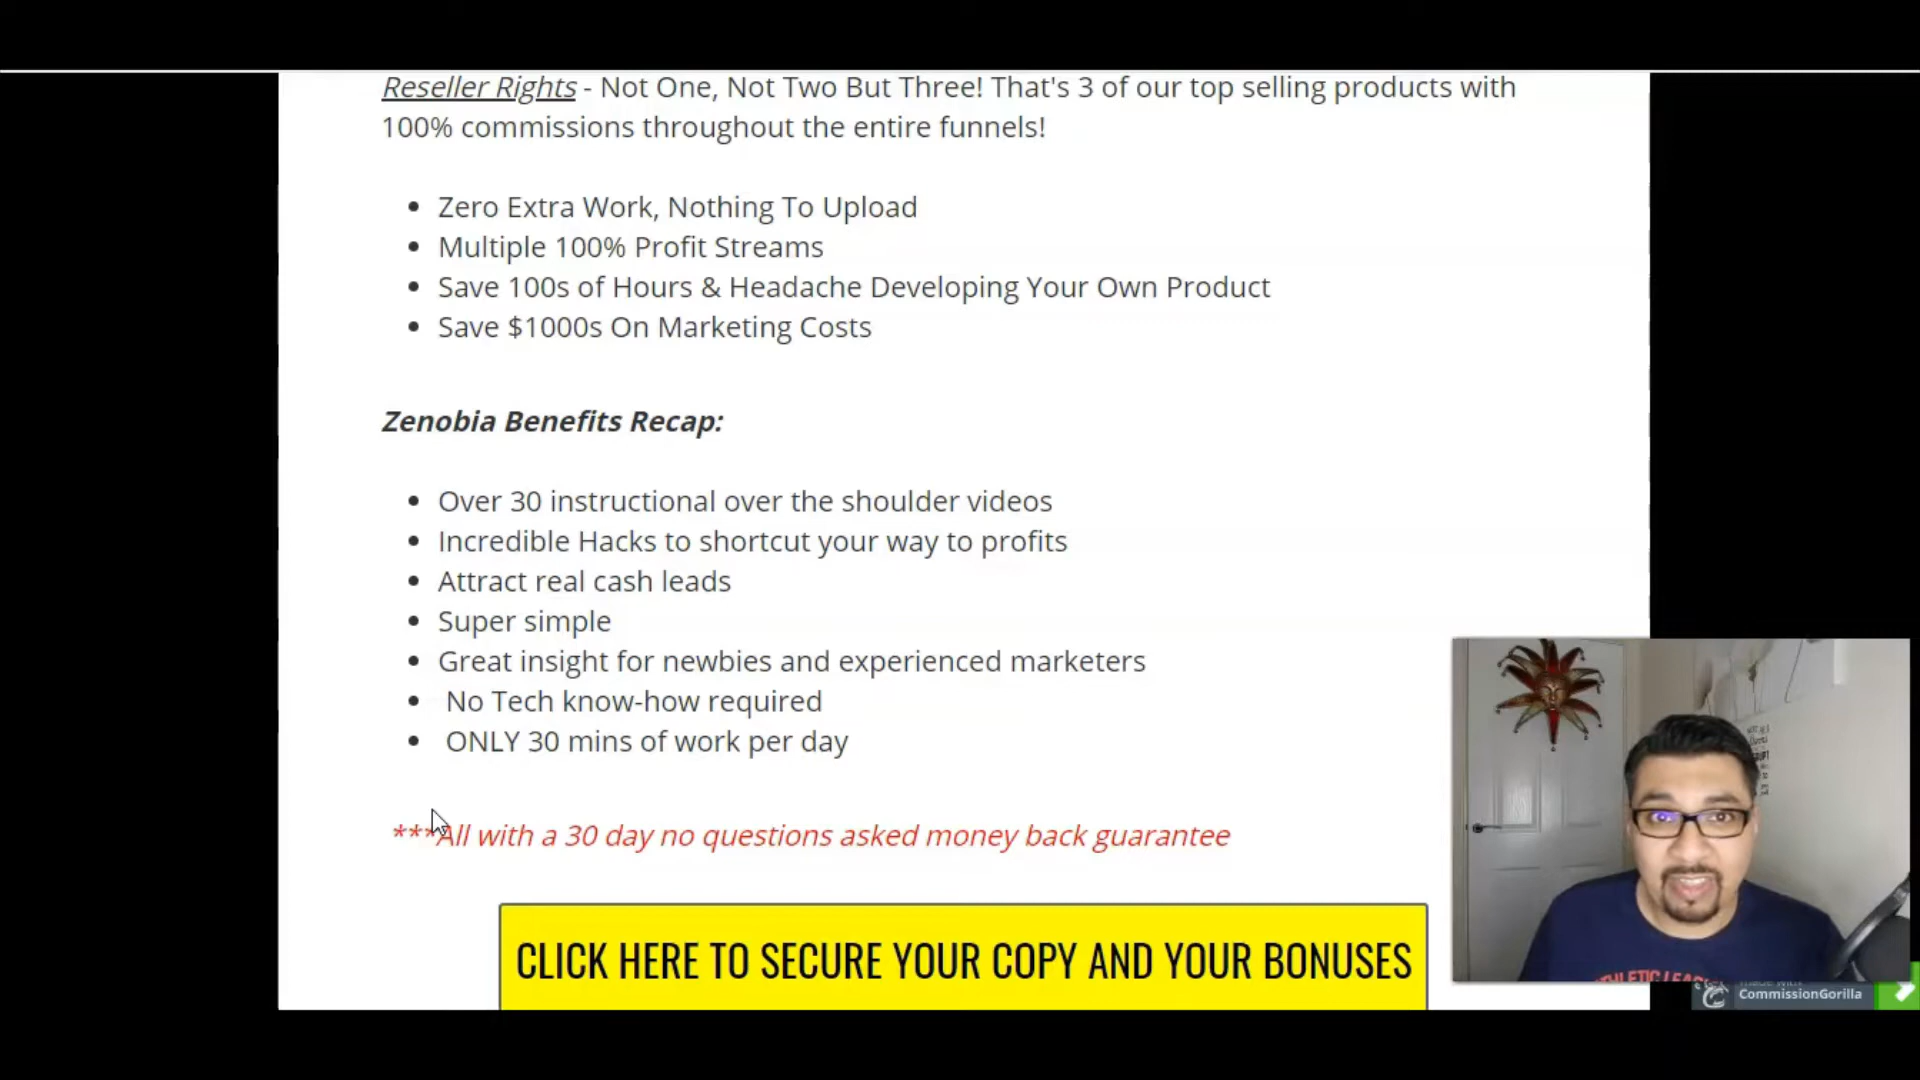 Reseller Rights - Not One, Not Two But Three! That's 3 of our top selling products with
100% commissions throughout the entire funnels!
Zero Extra Work, Nothing To Upload
Multiple 100% Profit Streams
Save 100s of Hours & Headache Developing Your Own Product
Save $1000s On Marketing Costs
Zenobia Benefits Recap:
Over 30 instructional over the shoulder videos
Incredible Hacks to shortcut your way to profits
Attract real cash leads
Super simple
Great insight for newbies and experienced marketers
No Tech know-how required
ONLY 30 mins of work per day
***All with a 30 day no questions asked money back guarantee
CLICK HERE TO SECURE YOUR COPY AND YOUR BONUSES
CommissionGorilla